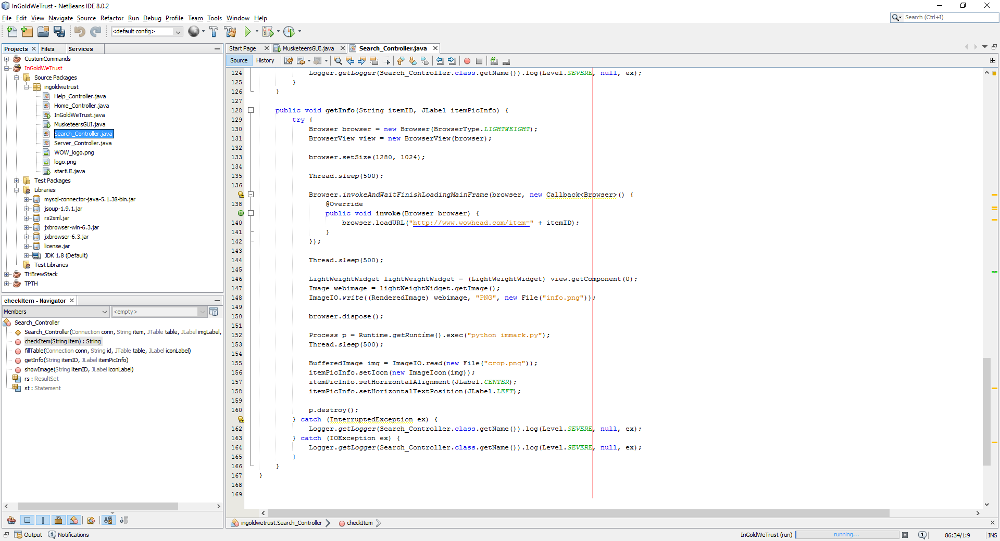 InGoldWeTrust - NetBeans IDE 8.0.2
File Edit View Navigate Source Refactor Run Debug Profile Team Tools Window Help
Search (Ctrl+I)
<default config>
Projects Files Services
CustomCommands
InGoldWeTrust
Source Packages
ingoldwetrust
Help_Controller.java
Home_Controller.java
InGoldWeTrust.java
MusketeersGUI.java
Search_Controller.java
Server_Controller.java
WOW_logo.png
logo.png
startUI.java
Test Packages
Libraries
mysql-connector-java-5.1.38-bin.jar
jsoup-1.9.1.jar
rs2xml.jar
jxbrowser-win-6.3.jar
jxbrowser-6.3.jar
license.jar
JDK 1.8 (Default)
Test Libraries
THBrewStack
TPTH
checkItem - Navigator
Members
<empty>
Search_Controller
Search_Controller(Connection conn, String item, JTable table, JLabel imgLabel,
checkItem(String item) : String
fillTable(Connection conn, String id, JTable table, JLabel iconLabel)
getInfo(String itemID, JLabel itemPicInfo)
showImage(String itemID, JLabel iconLabel)
rs : ResultSet
st : Statement
Start Page MusketeersGUI.java Search_Controller.java
Source History
124 Logger.getLogger(Search_Controller.class.getName()).log(Level.SEVERE, null, ex);
125 }
126 }
127
128 public void getInfo(String itemID, JLabel itemPicInfo) {
129 try {
130 Browser browser = new Browser(BrowserType.LIGHTWEIGHT);
131 BrowserView view = new BrowserView(browser);
132
133 browser.setSize(1280, 1024);
134
135 Thread.sleep(500);
136
Browser.invokeAndWaitFinishLoadingMainFrame(browser, new Callback<Browser>() {
138 @Override
public void invoke(Browser browser) {
140 browser.loadURL("http://www.wowhead.com/item=" + itemID);
141 }
142 });
143
144 Thread.sleep(500);
145
146 LightWeightWidget lightWeightWidget = (LightWeightWidget) view.getComponent(0);
147 Image webimage = lightWeightWidget.getImage();
148 ImageIO.write((RenderedImage) webimage, "PNG", new File("info.png"));
149
150 browser.dispose();
151
152 Process p = Runtime.getRuntime().exec("python immark.py");
153 Thread.sleep(500);
154
155 BufferedImage img = ImageIO.read(new File("crop.png"));
156 itemPicInfo.setIcon(new ImageIcon(img));
157 itemPicInfo.setHorizontalAlignment(JLabel.CENTER);
158 itemPicInfo.setHorizontalTextPosition(JLabel.LEFT);
159
160 p.destroy();
} catch (InterruptedException ex) {
162 Logger.getLogger(Search_Controller.class.getName()).log(Level.SEVERE, null, ex);
163 } catch (IOException ex) {
164 Logger.getLogger(Search_Controller.class.getName()).log(Level.SEVERE, null, ex);
165 }
166 }
167 }
168
169
ingoldwetrust.Search_Controller checkItem
Output Notifications
InGoldWeTrust (run) running... 1 86:34/1:9 INS